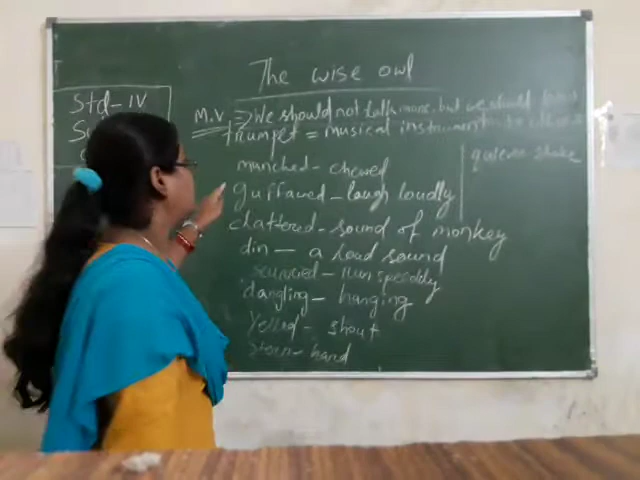 The wise owl
Std-IV
M.V. ⇒ We should not talk more, but we should
trumpet = musical instrument
munched - chewed
guffawed - laugh loudly
chattered - sound of monkey
din - a loud sound
scurried - run speedily
dangling - hanging
Yelled - shout
Stern - hard
quiver - shake